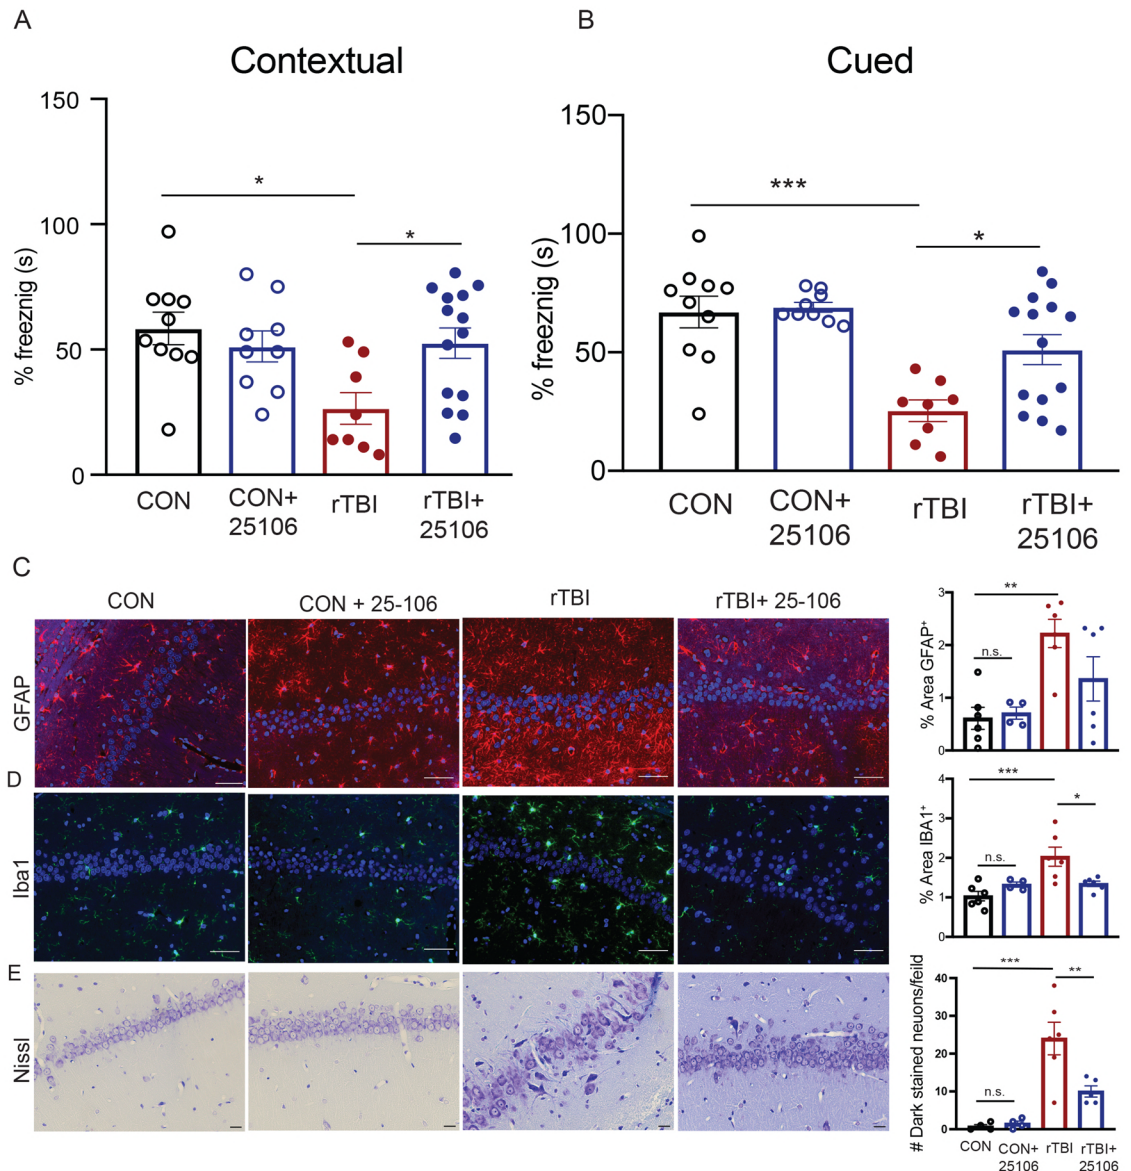 A
B
Contextual
Cued
150
100
50
0
% freeznig (s)
*
*
CON
CON+
25106
rTBI
rTBI+
25106
150
100
50
0
% freeznig (s)
***
*
CON
CON+
25106
rTBI
rTBI+
25106
C
CON
CON + 25-106
rTBI
rTBI+ 25-106
GFAP
3
2
1
0
% Area GFAP+
n.s.
**
D
Iba1
4
3
2
1
0
% Area IBA1+
n.s.
***
*
E
Nissl
40
30
20
10
0
# Dark stained neuons/feild
n.s.
***
**
CON
CON+
25106
rTBI
rTBI+
25106